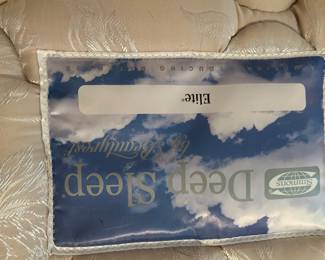 Simmons
Deep Sleep
by Beautyrest®
Elite®